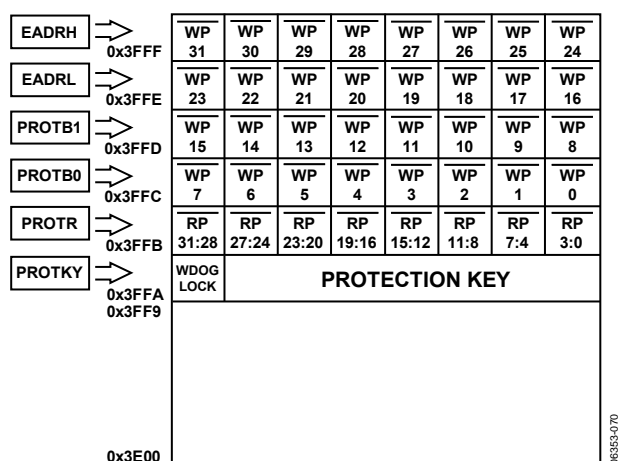 EADRH
0x3FFF
WP 31 WP 30 WP 29 WP 28 WP 27 WP 26 WP 25 WP 24
EADRL
0x3FFE
WP 23 WP 22 WP 21 WP 20 WP 19 WP 18 WP 17 WP 16
PROTB1
0x3FFD
WP 15 WP 14 WP 13 WP 12 WP 11 WP 10 WP 9 WP 8
PROTB0
0x3FFC
WP 7 WP 6 WP 5 WP 4 WP 3 WP 2 WP 1 WP 0
PROTR
0x3FFB
RP 31:28 RP 27:24 RP 23:20 RP 19:16 RP 15:12 RP 11:8 RP 7:4 RP 3:0
PROTKY
0x3FFA
WDOG LOCK
PROTECTION KEY
0x3FF9
0x3E00
06353-070